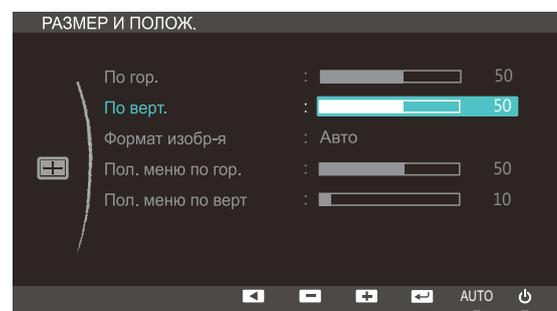 РАЗМЕР И ПОЛОЖ.
По гор. : 50
По верт. : 50
Формат изобр-я : Авто
Пол. меню по гор. : 50
Пол. меню по верт : 10
AUTO